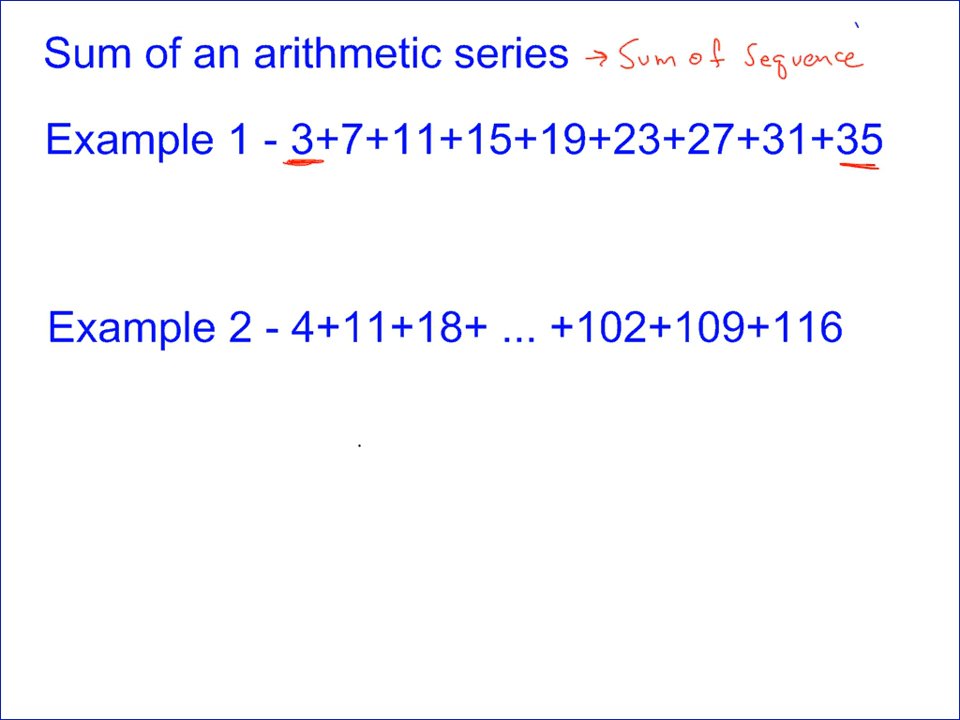 Sum of an arithmetic series → Sum of Sequence
Example 1 - 3+7+11+15+19+23+27+31+35
Example 2 - 4+11+18+ ... +102+109+116